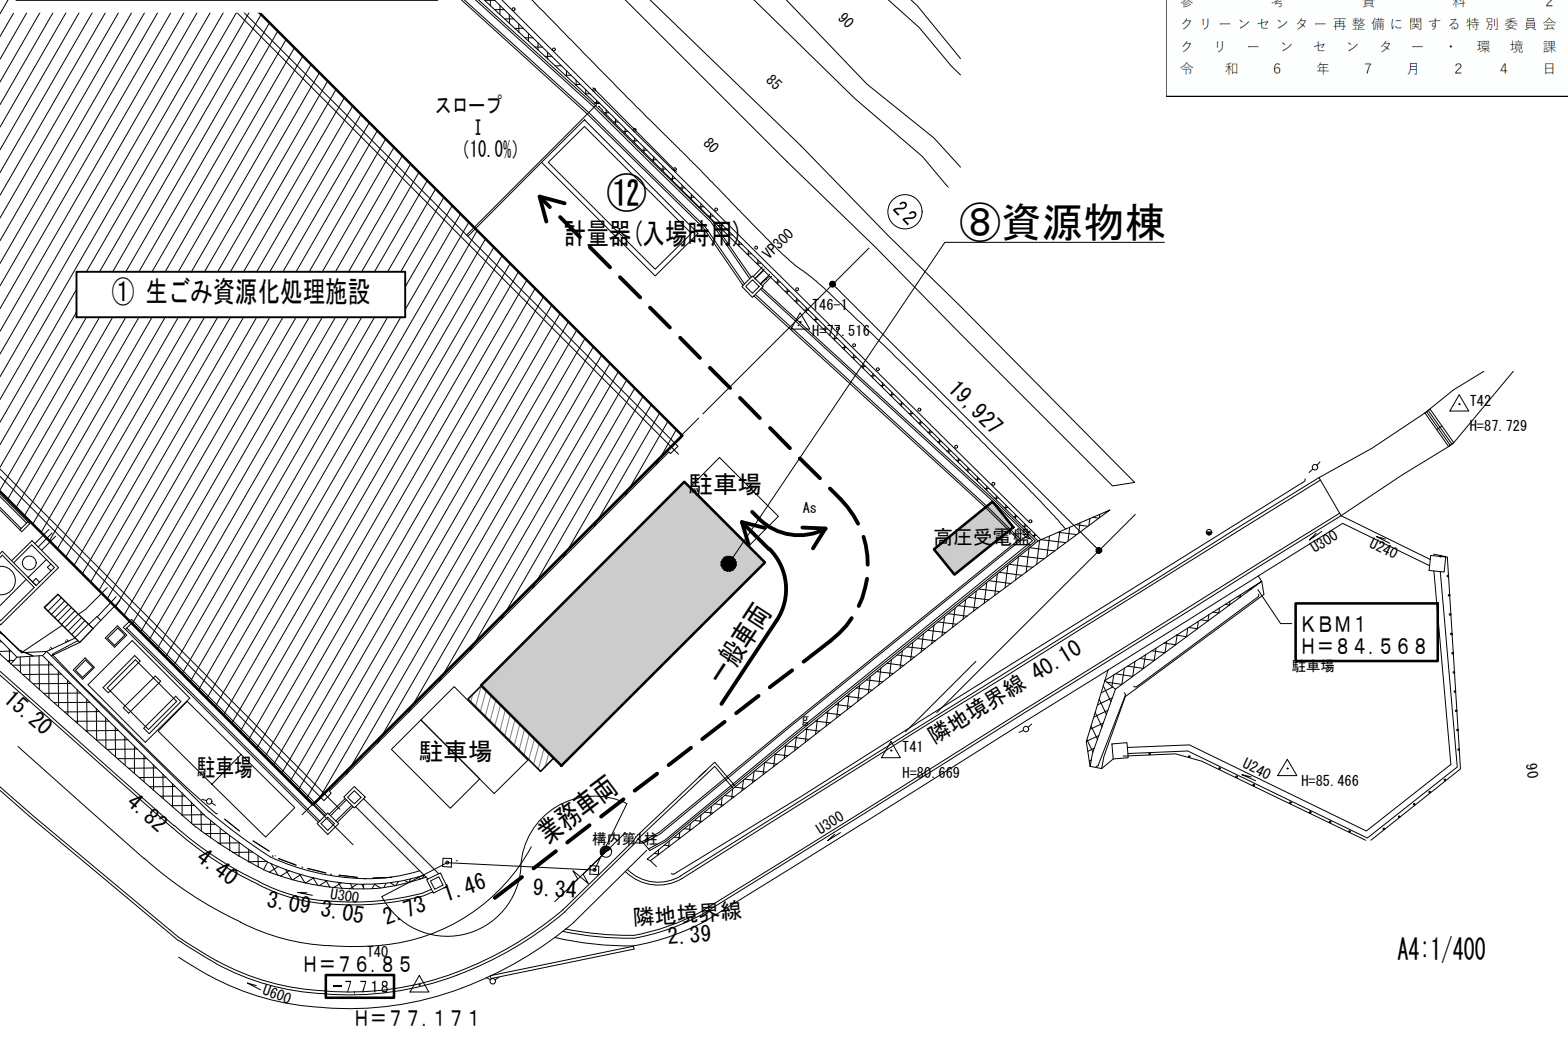 参考資料2
クリーンセンター再整備に関する特別委員会
クリーンセンター・環境課
令和6年7月24日
90
85
80
スロープ
I
(10.0%)
⑫
計量器(入場時用)
VP300
22
⑧資源物棟
① 生ごみ資源化処理施設
T46-1
H=77.516
19,927
T42
H=87.729
駐車場
As
高圧受電盤
U300
U240
KBM1
H=84.568
駐車場
一般車両
隣地境界線 40.10
15.20
駐車場
駐車場
T41
H=80.669
U240
H=85.466
90
4.82
業務車両
構内第1柱
U300
4.40
3.09
U300
3.05
2.73
1.46
9.34
隣地境界線
2.39
T40
H=76.85
-7,718
U600
H=77.171
A4:1/400